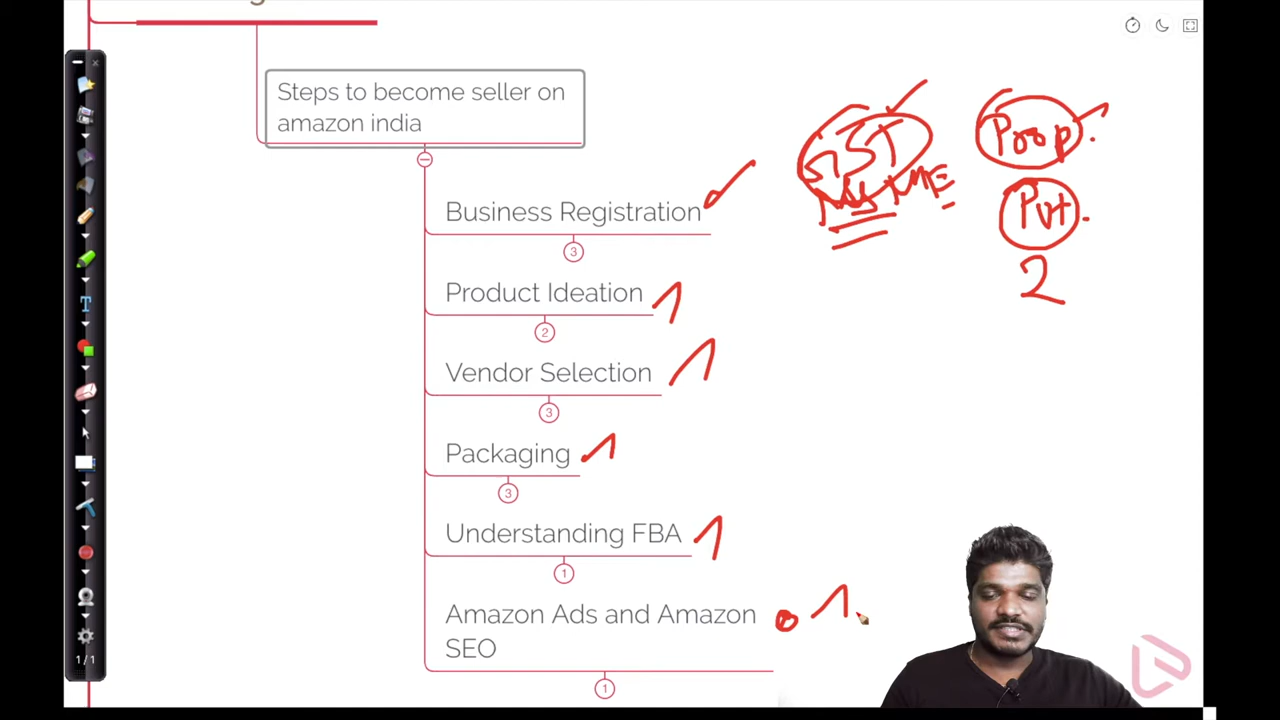 Steps to become seller on
amazon india
Business Registration
3
Product Ideation
2
Vendor Selection
3
Packaging
3
Understanding FBA
1
Amazon Ads and Amazon
SEO
1
GST
Prop.
Pvt.
2
T
1/1